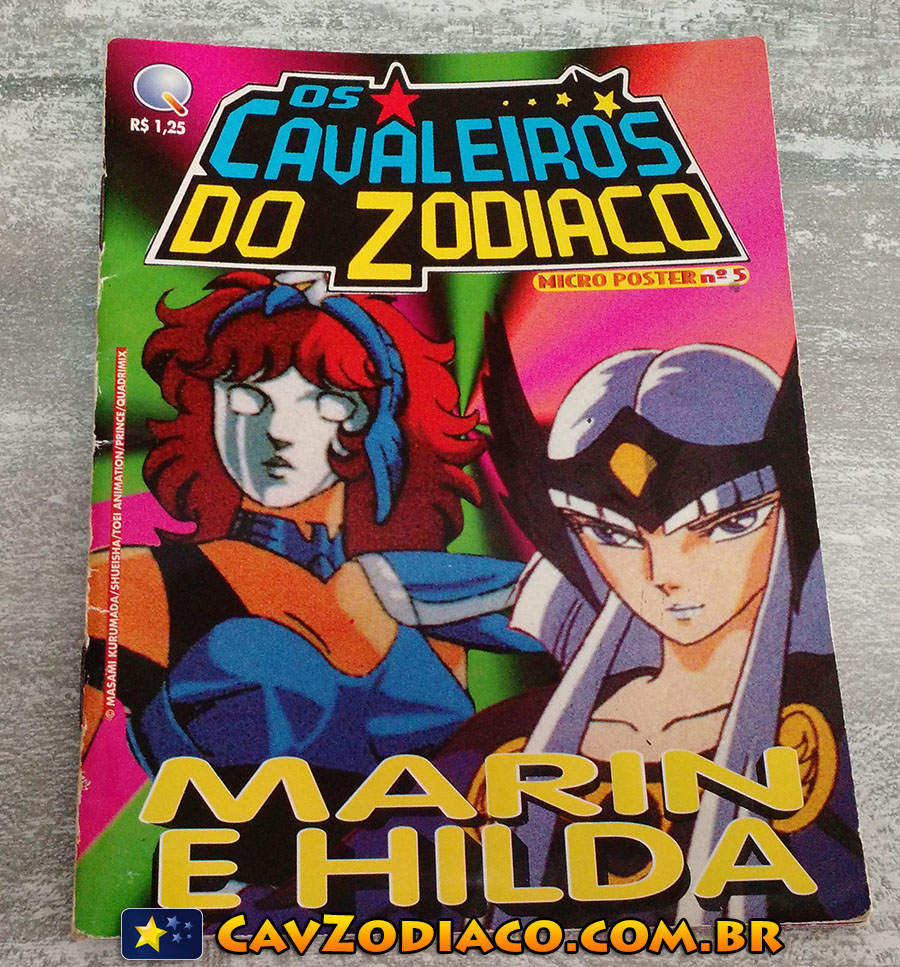 R$ 1,25
OS
CAVALEIROS
DO ZODIACO
MICRO POSTER nº 5
© MASAMI KURUMADA/SHUEISHA/TOEI ANIMATION/PRINCE/QUADRIMIX
MARIN
E HILDA
CAVZODIACO.COM.BR